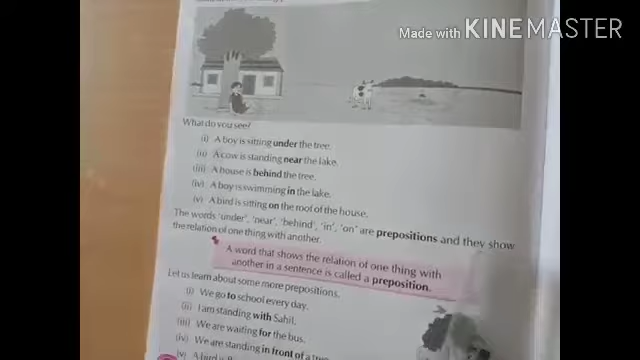 Made with KINEMASTER
What do you see?
(i) A boy is sitting under the tree.
(ii) A cow is standing near the lake.
(iii) A house is behind the tree.
(iv) A boy is swimming in the lake.
(v) A bird is sitting on the roof of the house.
The words 'under', 'near', 'behind', 'in', 'on' are prepositions and they show
the relation of one thing with another.
A word that shows the relation of one thing with
another in a sentence is called a preposition.
Let us learn about some more prepositions.
(i) We go to school every day.
(ii) I am standing with Sahil.
(iii) We are waiting for the bus.
(iv) We are standing in front of a
(v) A bird